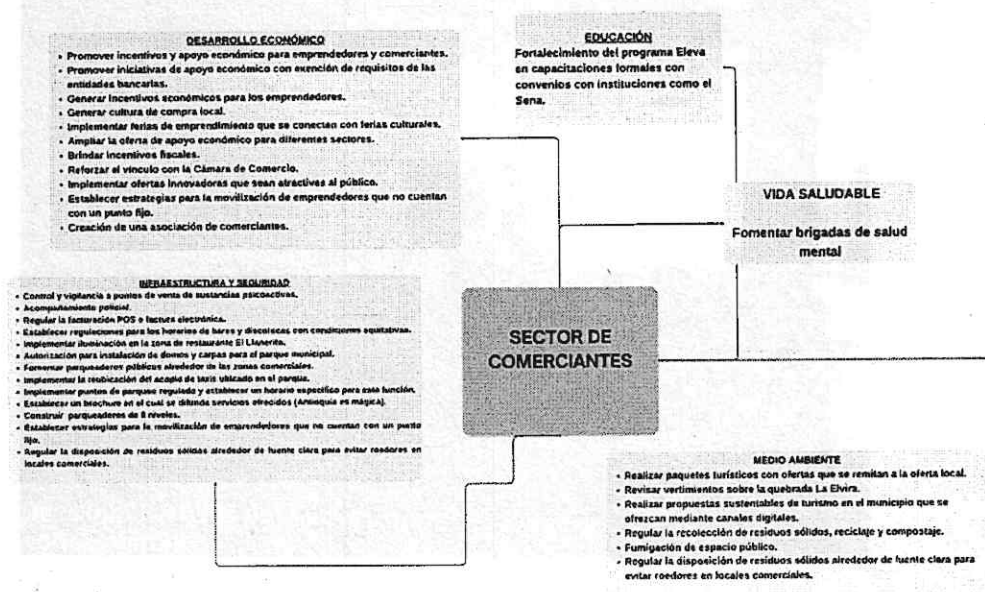 DESARROLLO ECONÓMICO
• Promover incentivos y apoyo económico para emprendedores y comerciantes.
• Promover iniciativas de apoyo económico con exención de requisitos de las
entidades bancarias.
• Generar incentivos económicos para los emprendedores.
• Generar cultura de compra local.
• Implementar ferias de emprendimiento que se conectan con ferias culturales.
• Ampliar la oferta de apoyo económico para diferentes sectores.
• Brindar incentivos fiscales.
• Reforzar el vínculo con la Cámara de Comercio.
• Implementar ofertas innovadoras que sean atractivas al público.
• Establecer estrategias para la movilización de emprendedores que no cuentan
con un punto fijo.
• Creación de una asociación de comerciantes.
EDUCACIÓN
Fortalecimiento del programa Eleva
en capacitaciones formales con
convenios con instituciones como el
Sena.
VIDA SALUDABLE
Fomentar brigadas de salud
mental
INFRAESTRUCTURA Y SEGURIDAD
• Control y vigilancia a puntos de venta de sustancias psicoactivas.
• Acompañamiento policial.
• Regular la facturación POS o factura electrónica.
• Establecer regulaciones para los horarios de bares y discotecas con condiciones equitativas.
• Implementar iluminación en la zona de restaurante El Llanerito.
• Autorización para instalación de domos y carpas para el parque municipal.
• Fomentar parqueaderos públicos alrededor de las zonas comerciales.
• Implementar la reubicación del acopio de taxis ubicado en el parque.
• Implementar puntos de parqueo regulado y establecer un horario específico para esta función.
• Establecer un brochure en el cual se difunda servicios ofrecidos (Antioquia es mágica).
• Construir parqueaderos de 8 niveles.
• Establecer estrategias para la movilización de emprendedores que no cuentan con un punto
fijo.
• Regular la disposición de residuos sólidos alrededor de fuente clara para evitar roedores en
locales comerciales.
SECTOR DE
COMERCIANTES
MEDIO AMBIENTE
• Realizar paquetes turísticos con ofertas que se remitan a la oferta local.
• Revisar vertimientos sobre la quebrada La Elvira.
• Realizar propuestas sustentables de turismo en el municipio que se
ofrezcan mediante canales digitales.
• Regular la recolección de residuos sólidos, reciclaje y compostaje.
• Fumigación de espacio público.
• Regular la disposición de residuos sólidos alrededor de fuente clara para
evitar roedores en locales comerciales.